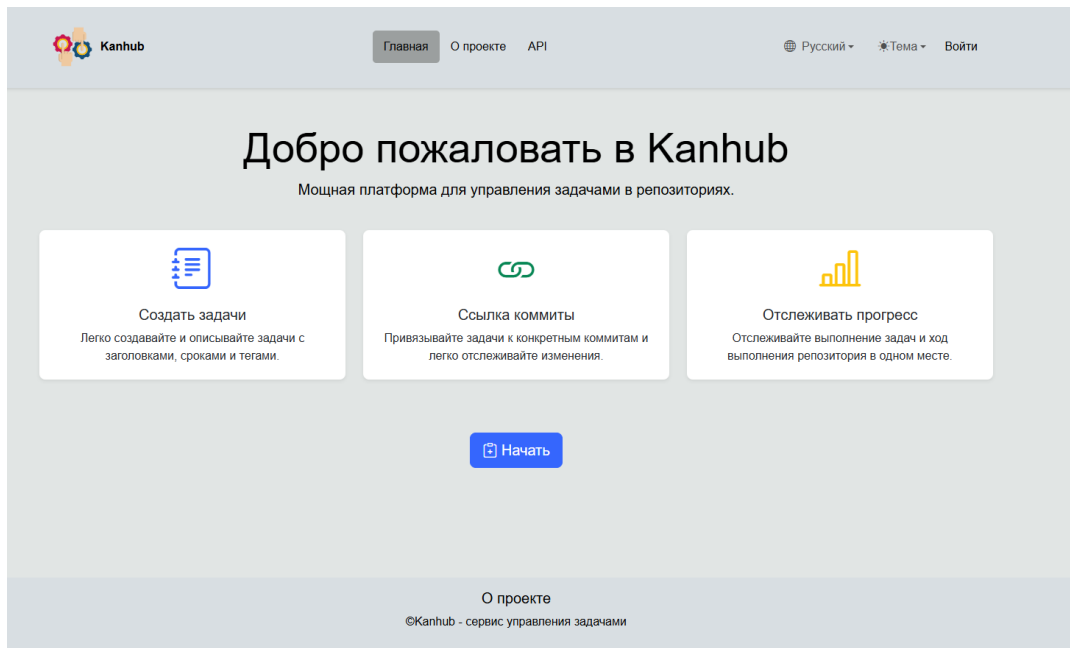 Kanhub
Главная
О проекте
API
Русский
Тема
Войти
Добро пожаловать в Kanhub
Мощная платформа для управления задачами в репозиториях.
Создать задачи
Легко создавайте и описывайте задачи с
заголовками, сроками и тегами.
Ссылка коммиты
Привязывайте задачи к конкретным коммитам и
легко отслеживайте изменения.
Отслеживать прогресс
Отслеживайте выполнение задач и ход
выполнения репозитория в одном месте.
Начать
О проекте
©Kanhub - сервис управления задачами